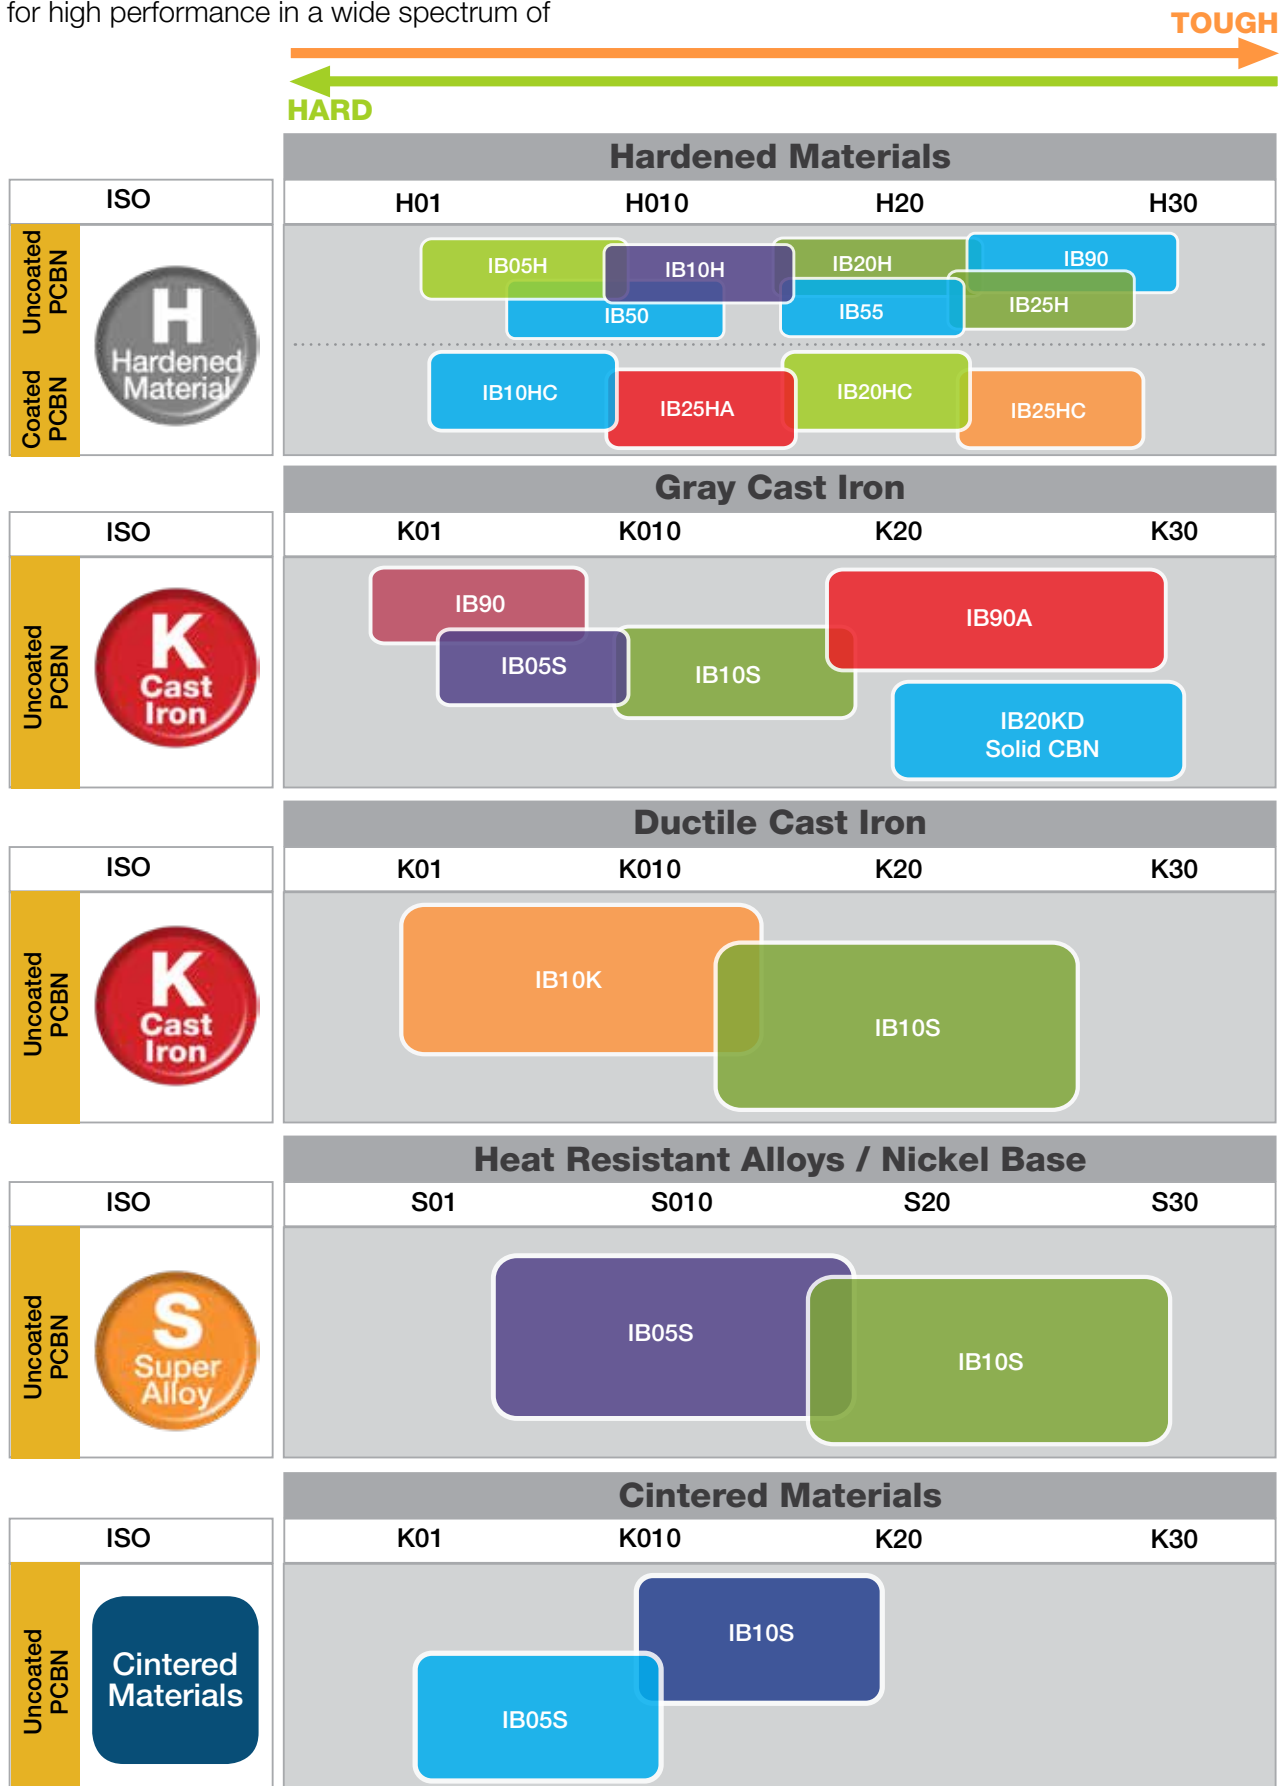 for high performance in a wide spectrum of
TOUGH
HARD
Hardened Materials
ISO
H01 H010 H20 H30
Uncoated
PCBN
Coated
PCBN
H
Hardened
Material
IB05H
IB10H
IB20H
IB90
IB50
IB55
IB25H
IB10HC
IB25HA
IB20HC
IB25HC
Gray Cast Iron
ISO
K01 K010 K20 K30
Uncoated
PCBN
K
Cast
Iron
IB90
IB90A
IB05S
IB10S
IB20KD
Solid CBN
Ductile Cast Iron
ISO
K01 K010 K20 K30
Uncoated
PCBN
K
Cast
Iron
IB10K
IB10S
Heat Resistant Alloys / Nickel Base
ISO
S01 S010 S20 S30
Uncoated
PCBN
S
Super
Alloy
IB05S
IB10S
Cintered Materials
ISO
K01 K010 K20 K30
Uncoated
PCBN
Cintered
Materials
IB10S
IB05S